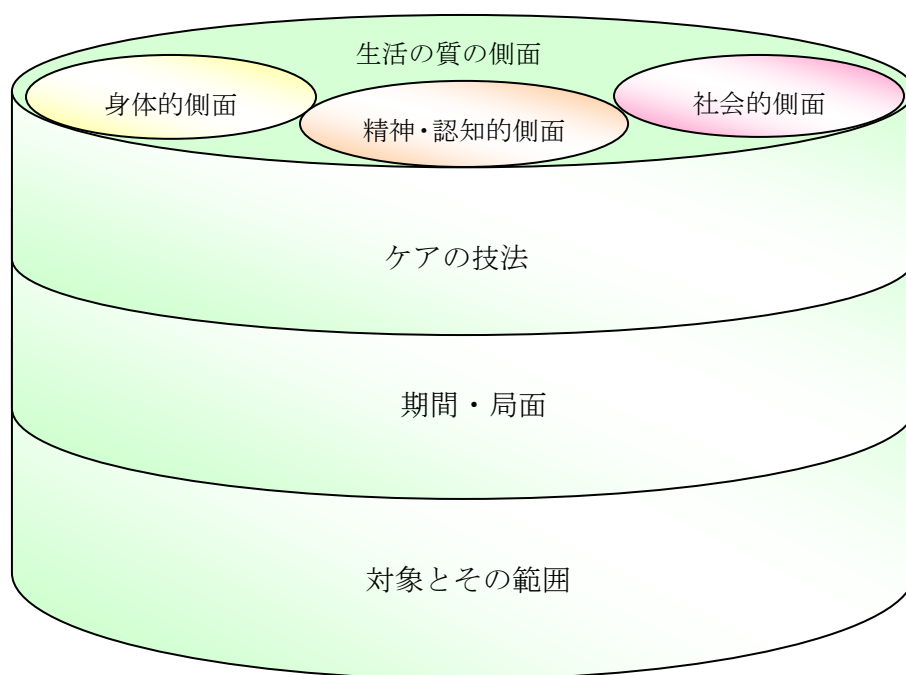 生活の質の側面
身体的側面
精神・認知的側面
社会的側面
ケアの技法
期間・局面
対象とその範囲